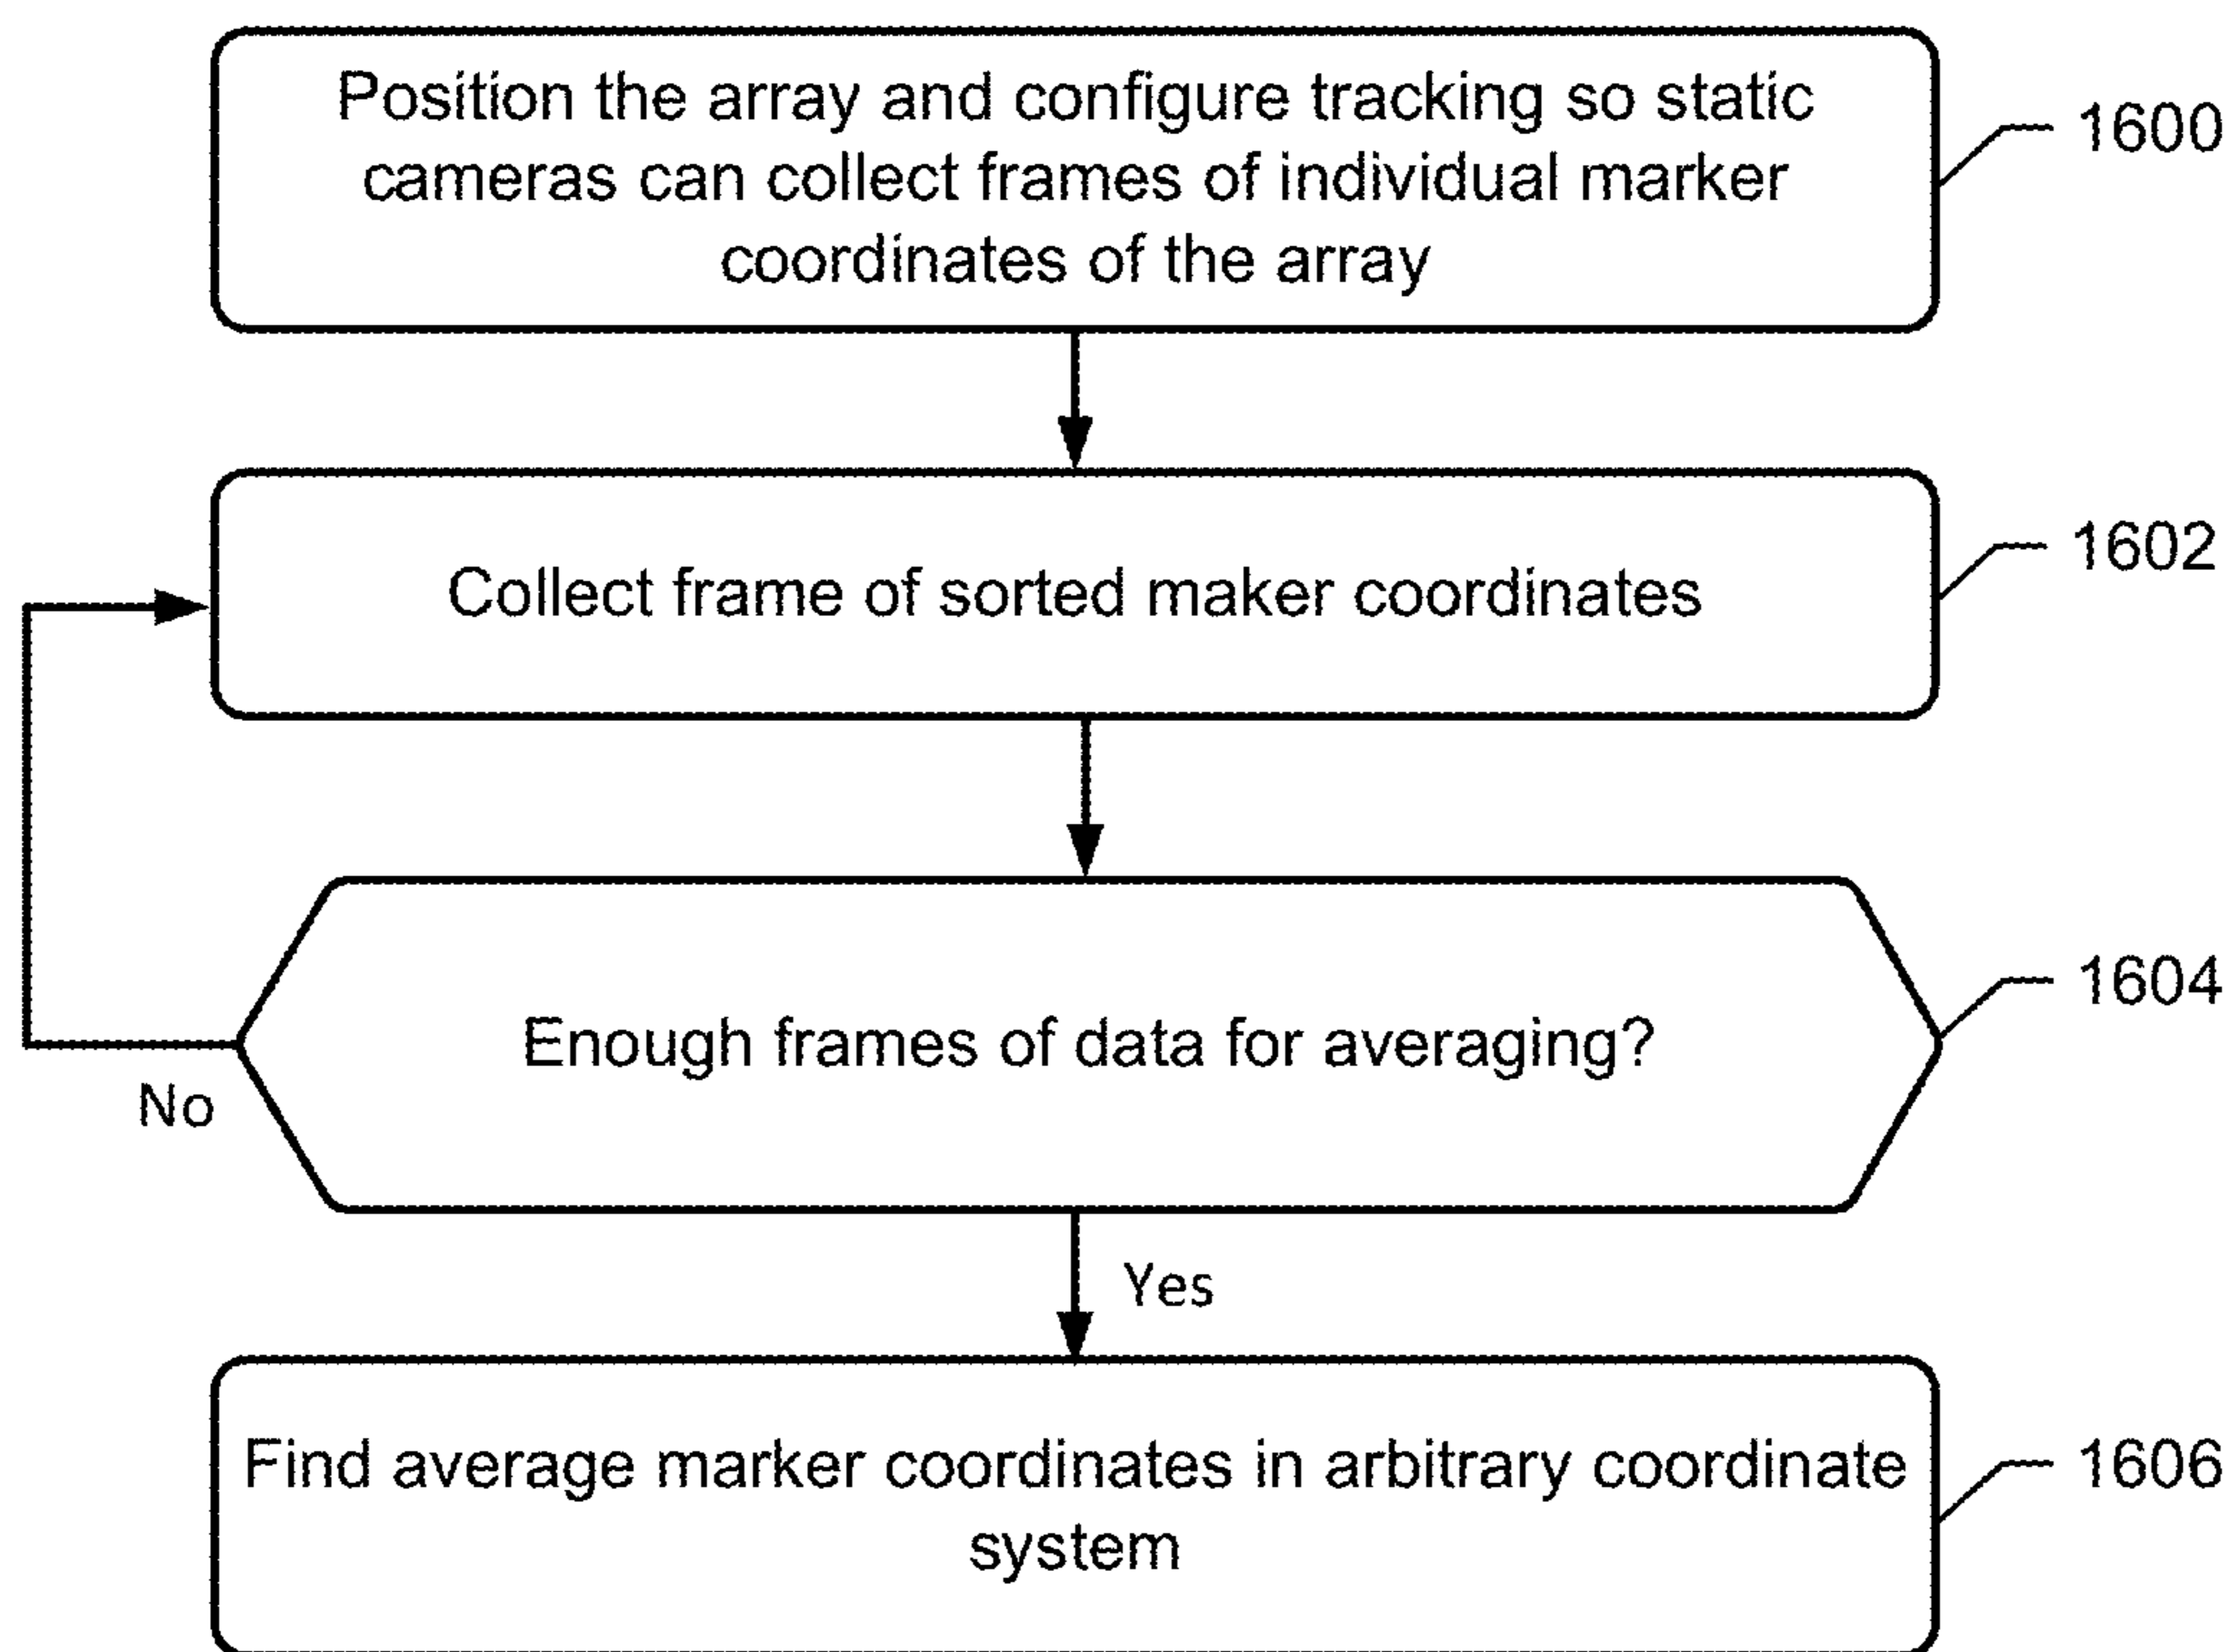 Position the array and configure tracking so static
cameras can collect frames of individual marker
coordinates of the array
1600
Collect frame of sorted maker coordinates
1602
Enough frames of data for averaging?
1604
No
Yes
Find average marker coordinates in arbitrary coordinate
system
1606